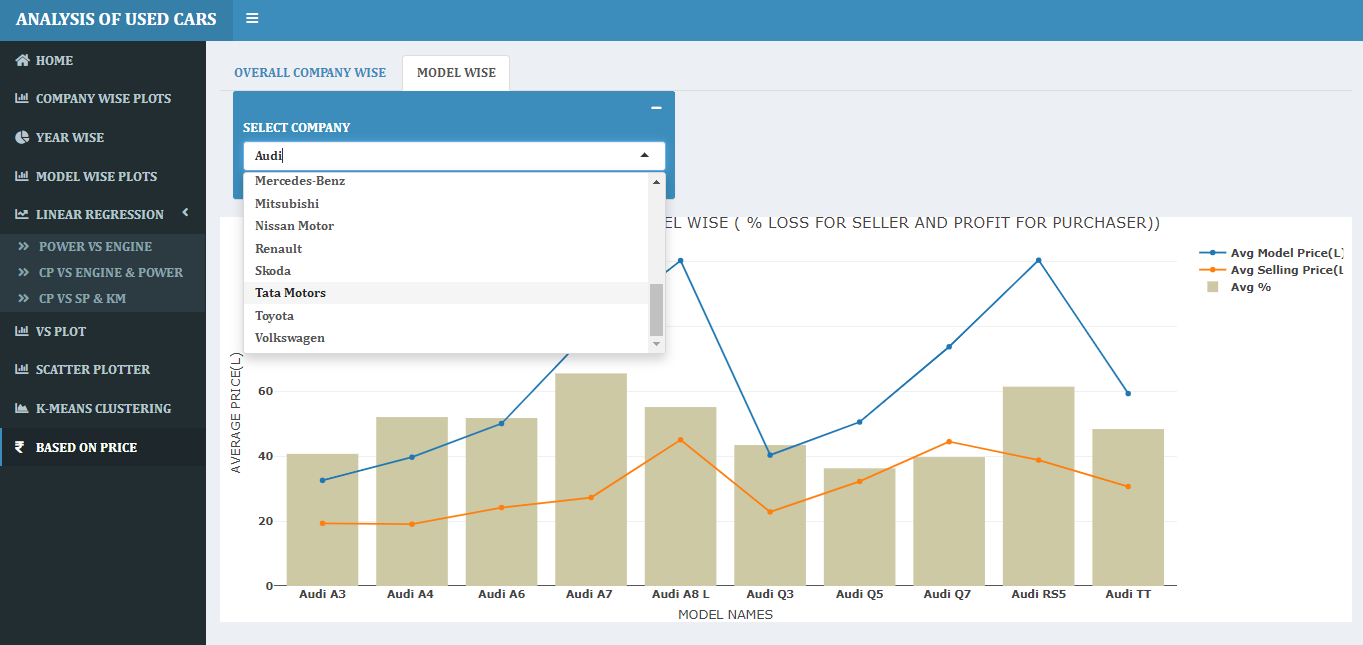 ANALYSIS OF USED CARS
HOME
COMPANY WISE PLOTS
YEAR WISE
MODEL WISE PLOTS
LINEAR REGRESSION
POWER VS ENGINE
CP VS ENGINE & POWER
CP VS SP & KM
VS PLOT
SCATTER PLOTTER
K-MEANS CLUSTERING
₹ BASED ON PRICE
OVERALL COMPANY WISE
MODEL WISE
SELECT COMPANY
Audi
Mercedes-Benz
Mitsubishi
Nissan Motor
Renault
Skoda
Tata Motors
Toyota
Volkswagen
EL WISE ( % LOSS FOR SELLER AND PROFIT FOR PURCHASER))
Avg Model Price(L)
Avg Selling Price(L
Avg %
AVERAGE PRICE(L)
60
40
20
0
Audi A3 Audi A4 Audi A6 Audi A7 Audi A8 L Audi Q3 Audi Q5 Audi Q7 Audi RS5 Audi TT
MODEL NAMES